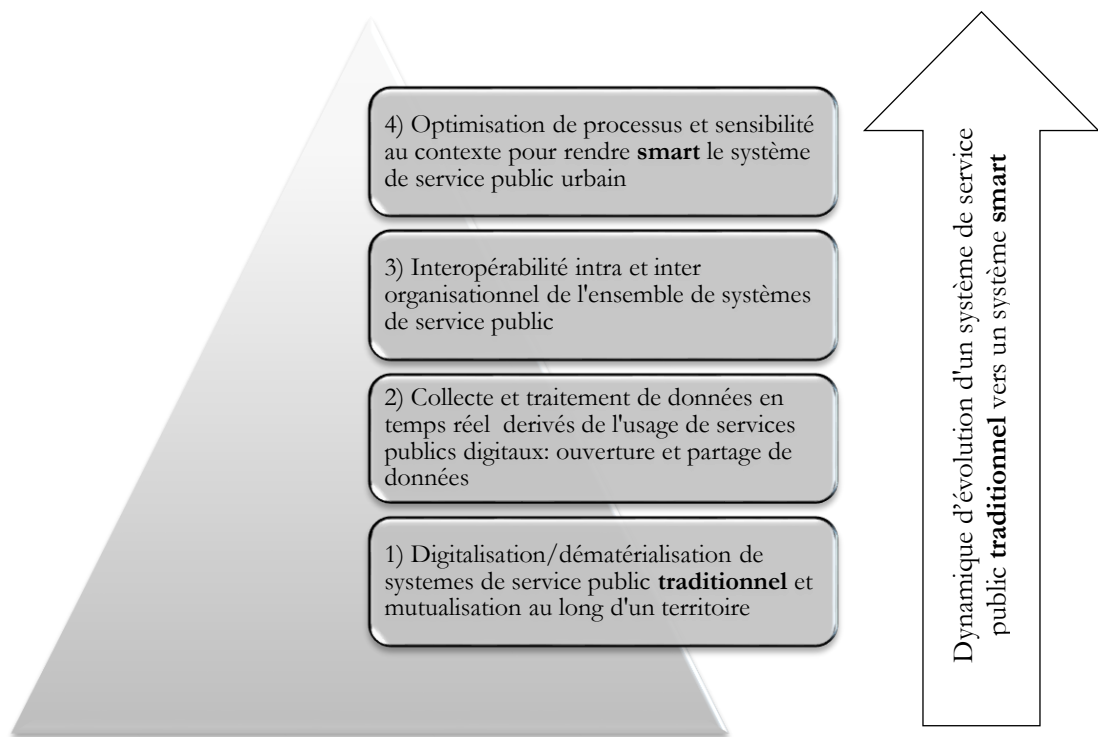 4) Optimisation de processus et sensibilité
au contexte pour rendre smart le système
de service public urbain
3) Interopérabilité intra et inter
organisationnel de l'ensemble de systèmes
de service public
2) Collecte et traitement de données en
temps réel derivés de l'usage de services
publics digitaux: ouverture et partage de
données
1) Digitalisation/dématérialisation de
systemes de service public traditionnel et
mutualisation au long d'un territoire
Dynamique d’évolution d'un système de service
public traditionnel vers un système smart